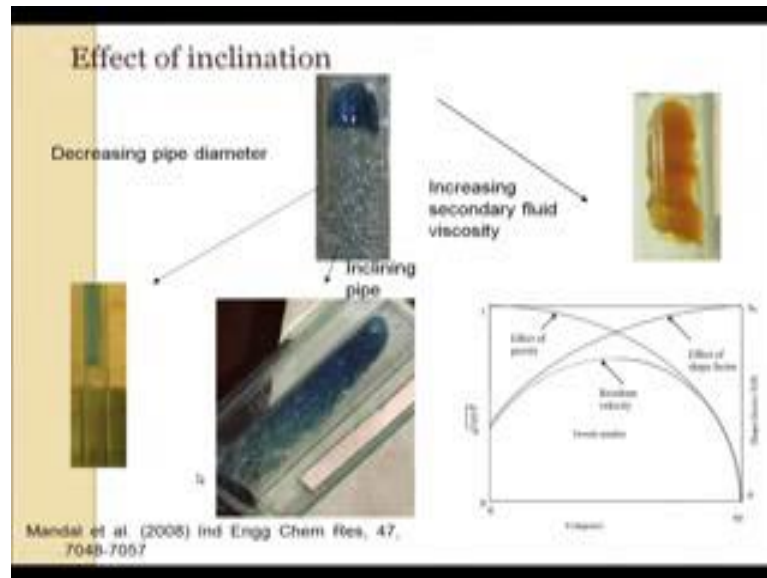 Effect of inclination
Decreasing pipe diameter
Increasing
secondary fluid
viscosity
Inclining
pipe
Effect of
gravity
Effect of
shape factor
Resultant
velocity
Mandal et al. (2008) Ind Engg Chem Res, 47,
7048-7057